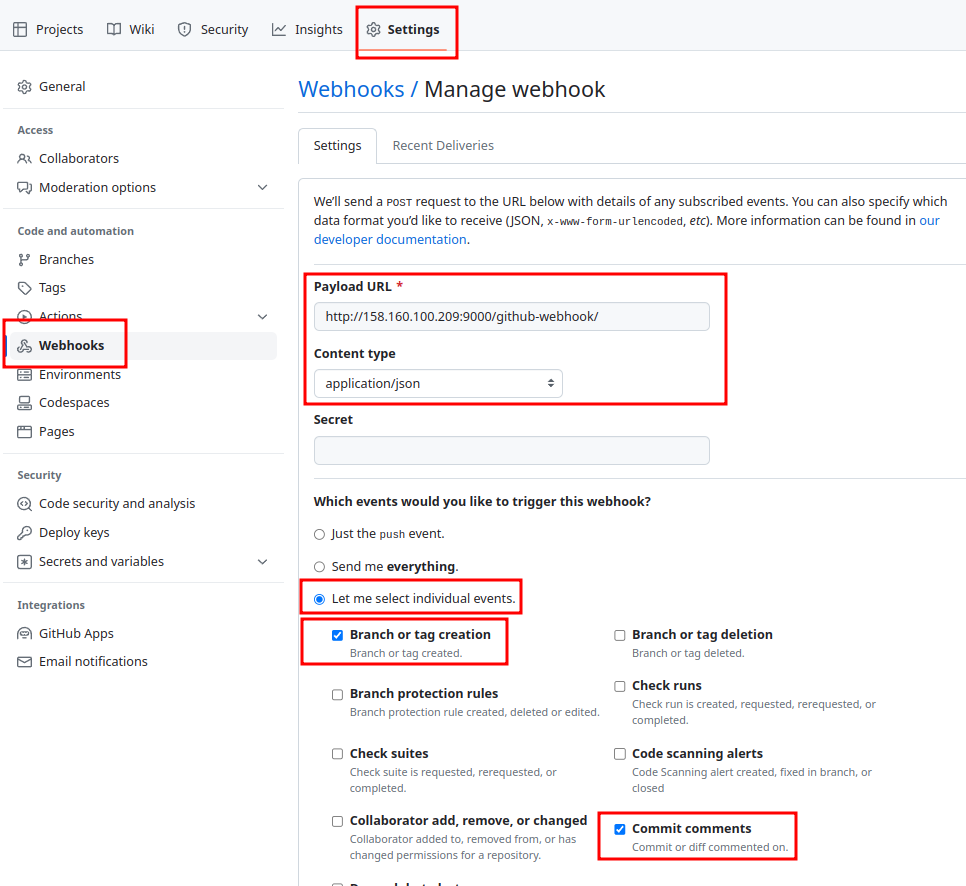 Projects Wiki Security Insights Settings
General
Access
Collaborators
Moderation options
Code and automation
Branches
Tags
Actions
Webhooks
Environments
Codespaces
Pages
Security
Code security and analysis
Deploy keys
Secrets and variables
Integrations
GitHub Apps
Email notifications
Webhooks / Manage webhook
Settings Recent Deliveries
We’ll send a POST request to the URL below with details of any subscribed events. You can also specify which
data format you’d like to receive (JSON, x-www-form-urlencoded, etc). More information can be found in our
developer documentation.
Payload URL *
http://158.160.100.209:9000/github-webhook/
Content type
application/json
Secret
Which events would you like to trigger this webhook?
Just the push event.
Send me everything.
Let me select individual events.
Branch or tag creation
Branch or tag created.
Branch or tag deletion
Branch or tag deleted.
Branch protection rules
Branch protection rule created, deleted or edited.
Check runs
Check run is created, requested, rerequested, or
completed.
Check suites
Check suite is requested, rerequested, or
completed.
Code scanning alerts
Code Scanning alert created, fixed in branch, or
closed
Collaborator add, remove, or changed
Collaborator added to, removed from, or has
changed permissions for a repository.
Commit comments
Commit or diff commented on.